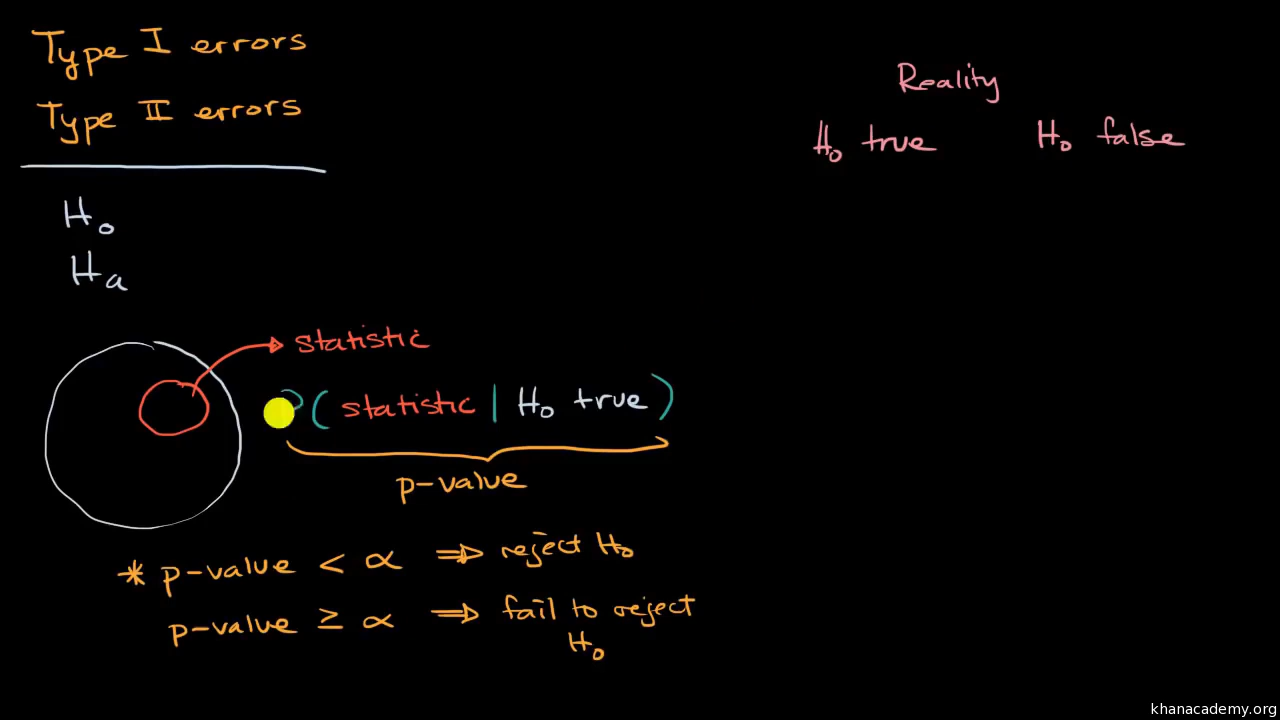 Type I errors
Type II errors
H₀
Hₐ
statistic
P( statistic | H₀ true )
p-value
* p-value < α ⇒ reject H₀
p-value ≥ α ⇒ fail to reject
H₀
Reality
H₀ true H₀ false
khanacademy.org